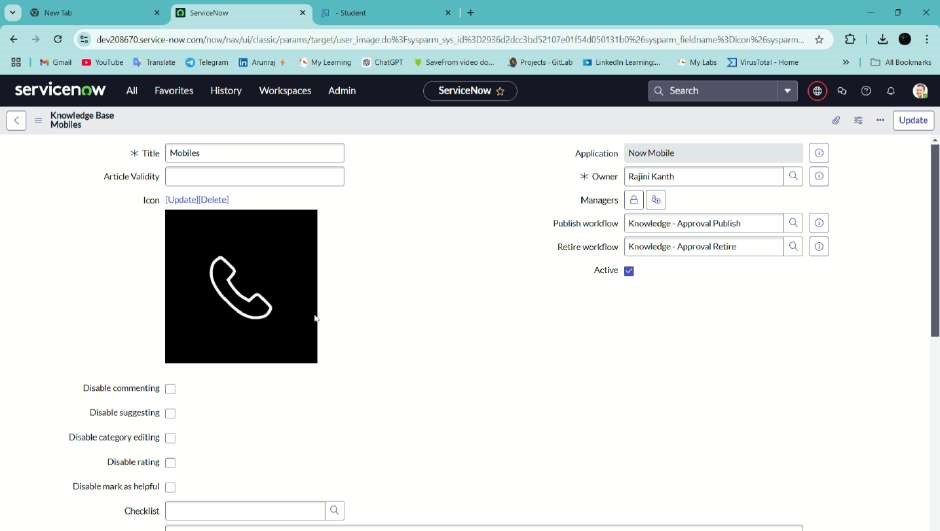 New Tab
ServiceNow
- Student
dev208670.service-now.com/now/nav/ui/classic/params/target/user_image.do%3Fsysparm_sys_id%3D2936d2dcc3bd52107e01f54d050131b0%26sysparm_fieldname%3Dicon%26sysparm...
Gmail
YouTube
Translate
Telegram
Arunraj
My Learning
ChatGPT
SaveFrom video do...
Projects · GitLab
LinkedIn Learning:...
My Labs
VirusTotal - Home
»
All Bookmarks
servicenow
All
Favorites
History
Workspaces
Admin
ServiceNow
Search
Knowledge Base
Mobiles
Update
* Title
Mobiles
Article Validity
Icon
[Update][Delete]
Application
Now Mobile
* Owner
Rajini Kanth
Managers
Publish workflow
Knowledge - Approval Publish
Retire workflow
Knowledge - Approval Retire
Active
Disable commenting
Disable suggesting
Disable category editing
Disable rating
Disable mark as helpful
Checklist